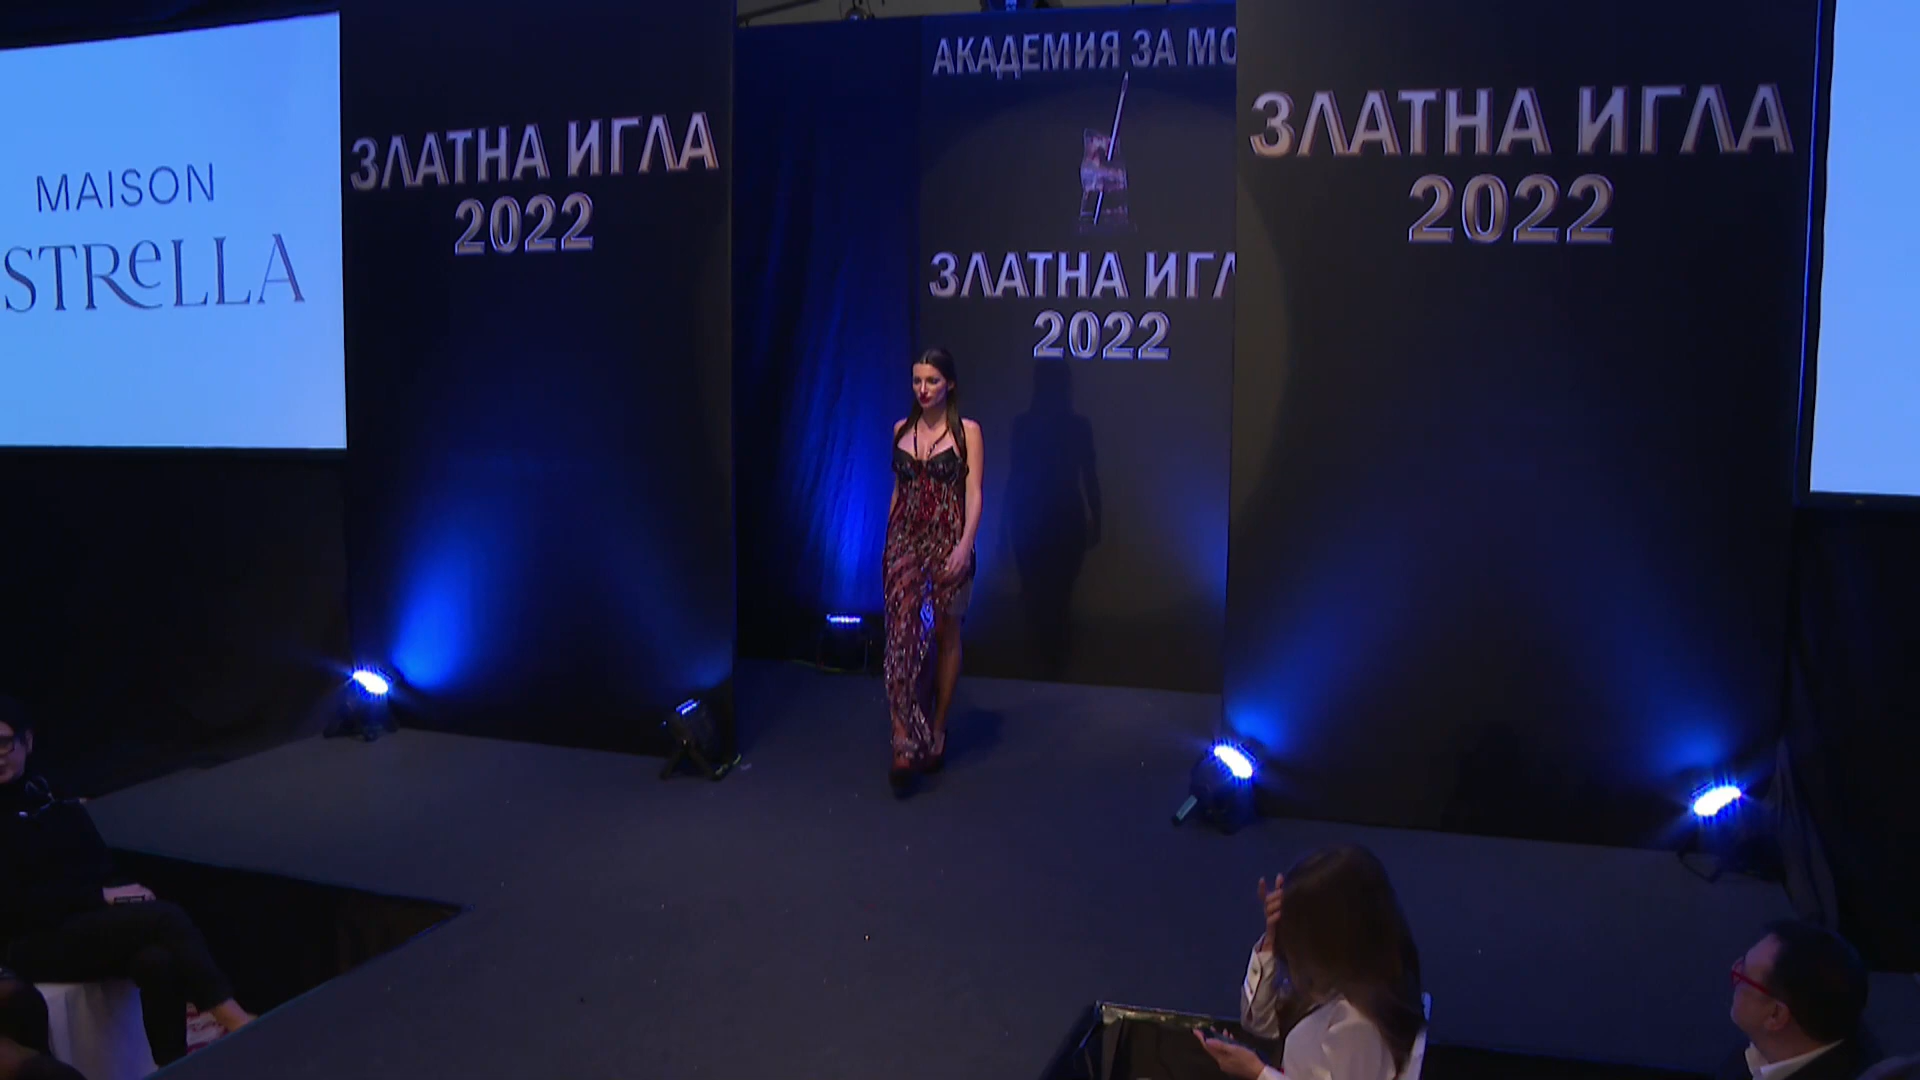 MAISON
STRELLA
ЗЛАТНА ИГЛА
2022
АКАДЕМИЯ ЗА МО
ЗЛАТНА ИГЛ
2022
ЗЛАТНА ИГЛА
2022